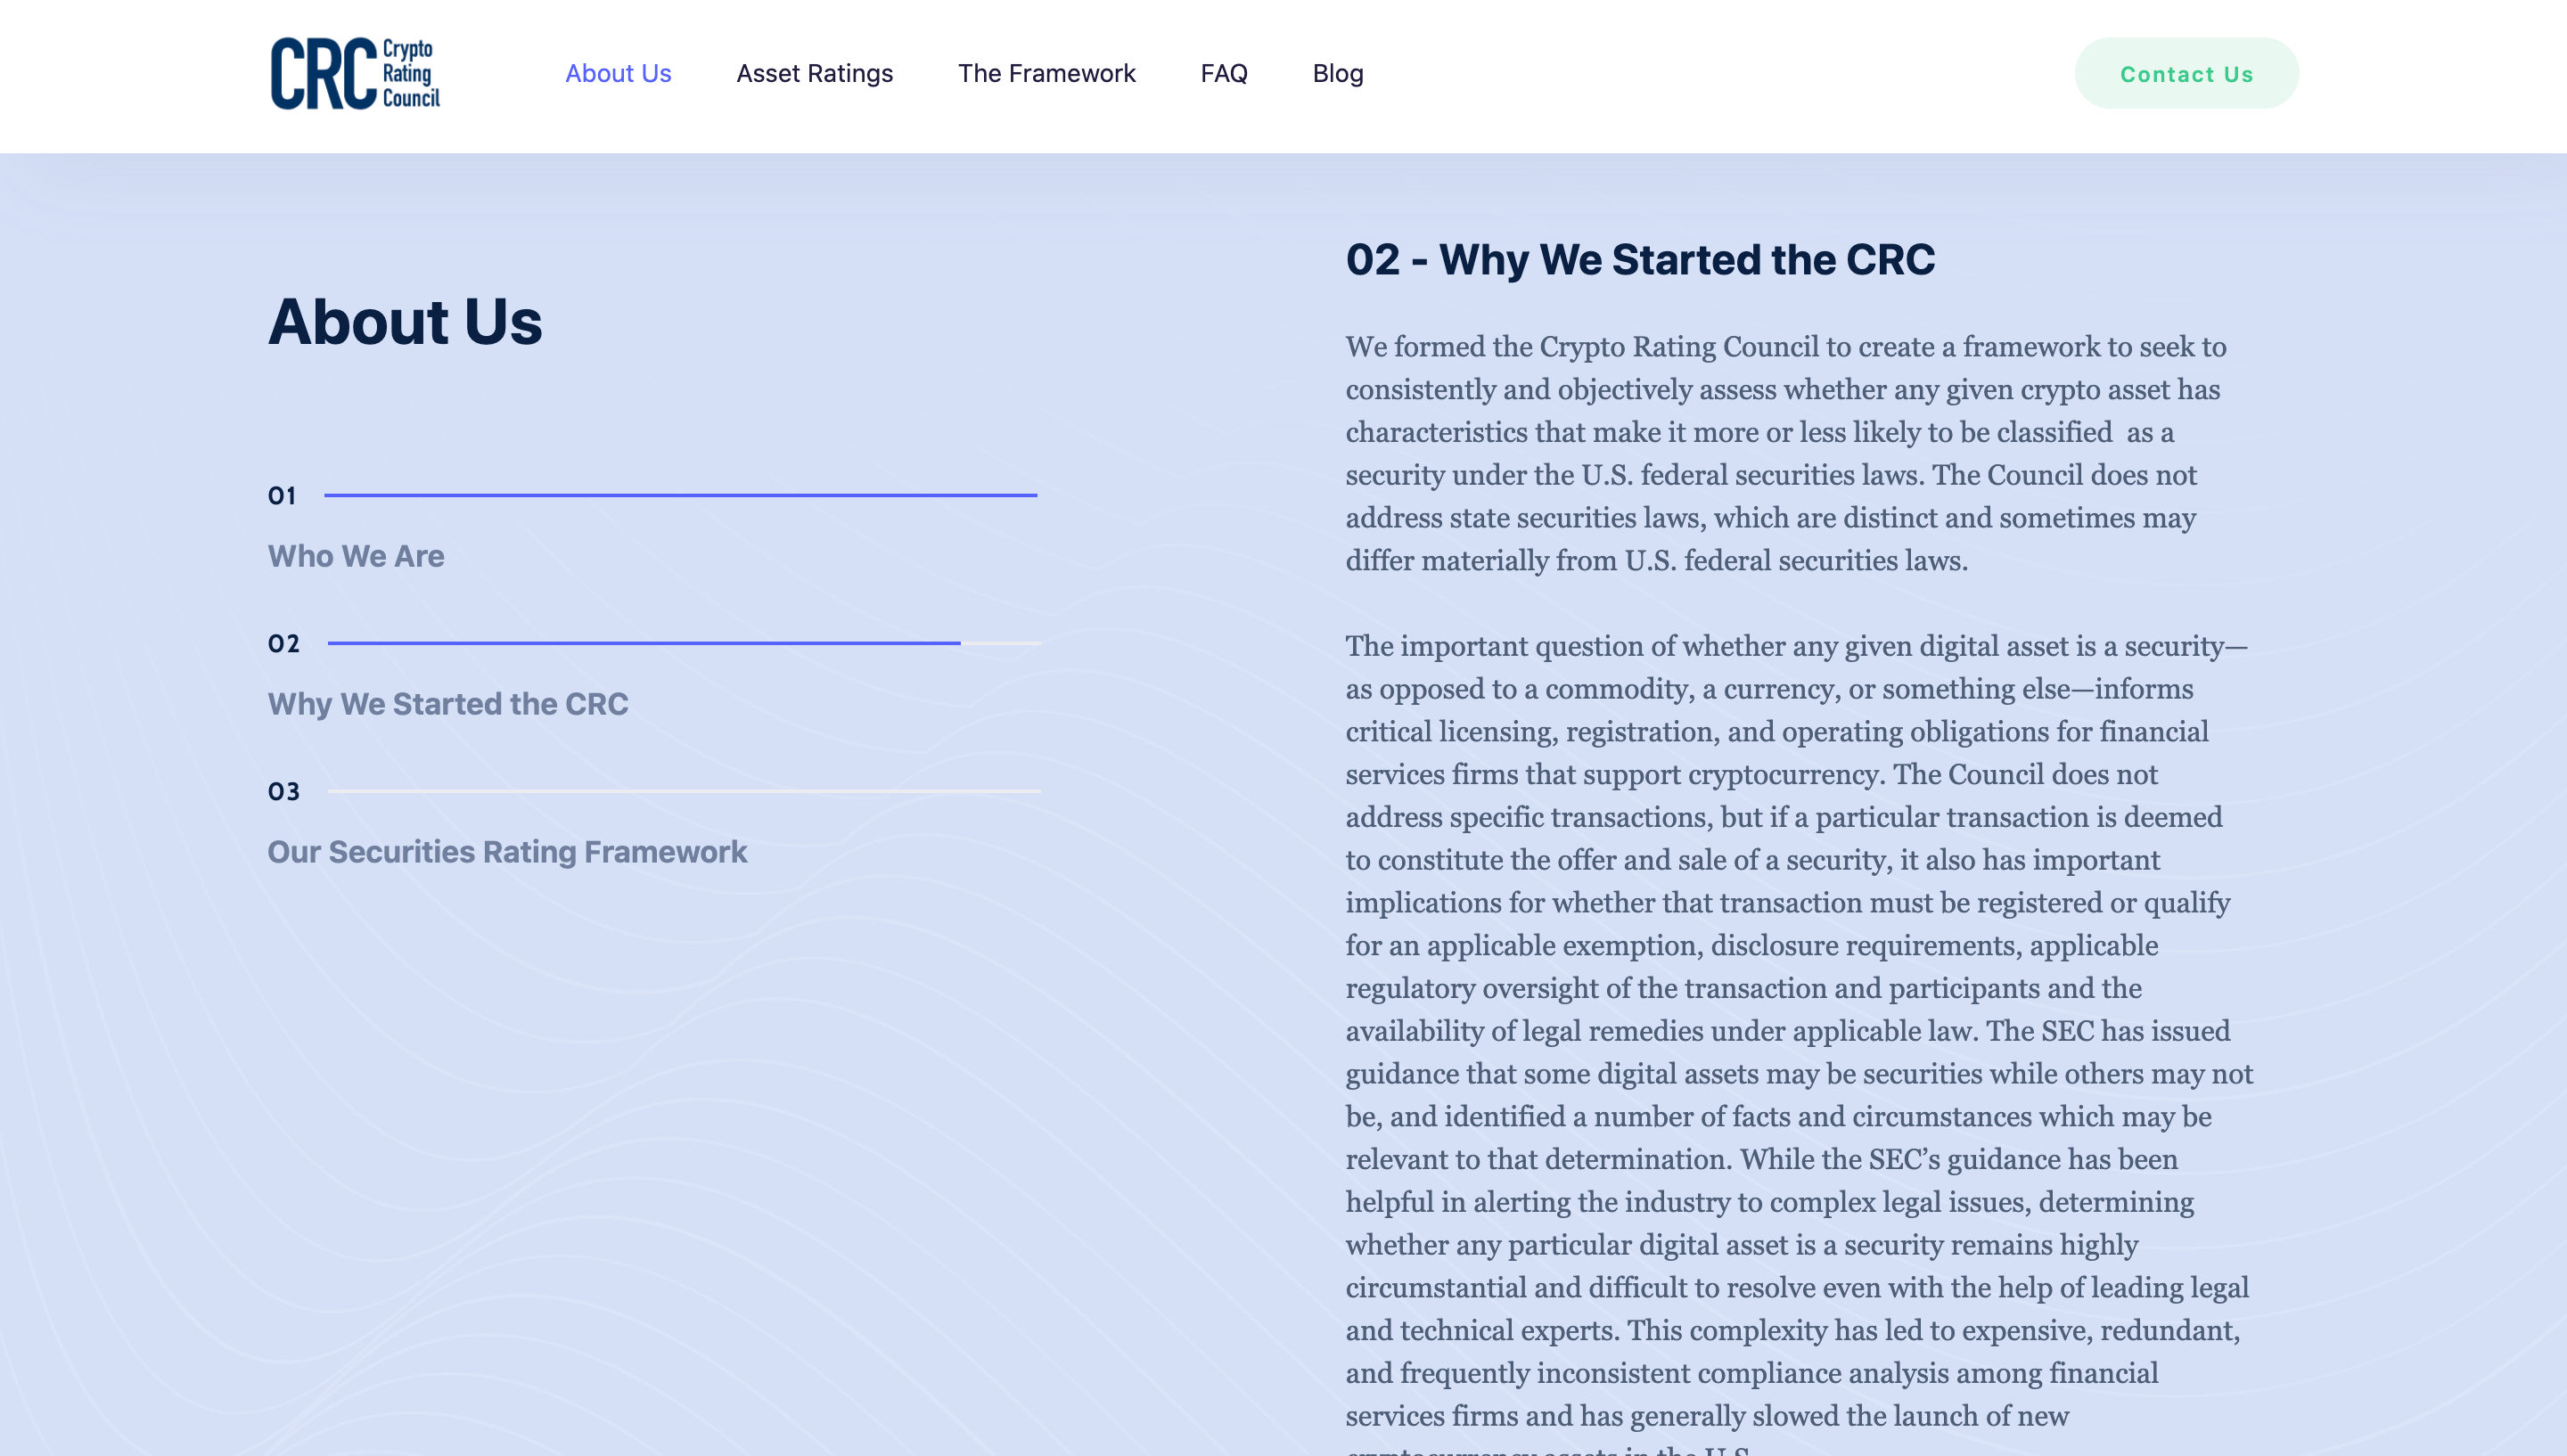 CRC Crypto
Rating
Council
About Us
Asset Ratings
The Framework
FAQ
Blog
Contact Us
About Us
01
Who We Are
02
Why We Started the CRC
03
Our Securities Rating Framework
02 - Why We Started the CRC
We formed the Crypto Rating Council to create a framework to seek to
consistently and objectively assess whether any given crypto asset has
characteristics that make it more or less likely to be classified  as a
security under the U.S. federal securities laws. The Council does not
address state securities laws, which are distinct and sometimes may
differ materially from U.S. federal securities laws.
The important question of whether any given digital asset is a security—
as opposed to a commodity, a currency, or something else—informs
critical licensing, registration, and operating obligations for financial
services firms that support cryptocurrency. The Council does not
address specific transactions, but if a particular transaction is deemed
to constitute the offer and sale of a security, it also has important
implications for whether that transaction must be registered or qualify
for an applicable exemption, disclosure requirements, applicable
regulatory oversight of the transaction and participants and the
availability of legal remedies under applicable law. The SEC has issued
guidance that some digital assets may be securities while others may not
be, and identified a number of facts and circumstances which may be
relevant to that determination. While the SEC’s guidance has been
helpful in alerting the industry to complex legal issues, determining
whether any particular digital asset is a security remains highly
circumstantial and difficult to resolve even with the help of leading legal
and technical experts. This complexity has led to expensive, redundant,
and frequently inconsistent compliance analysis among financial
services firms and has generally slowed the launch of new